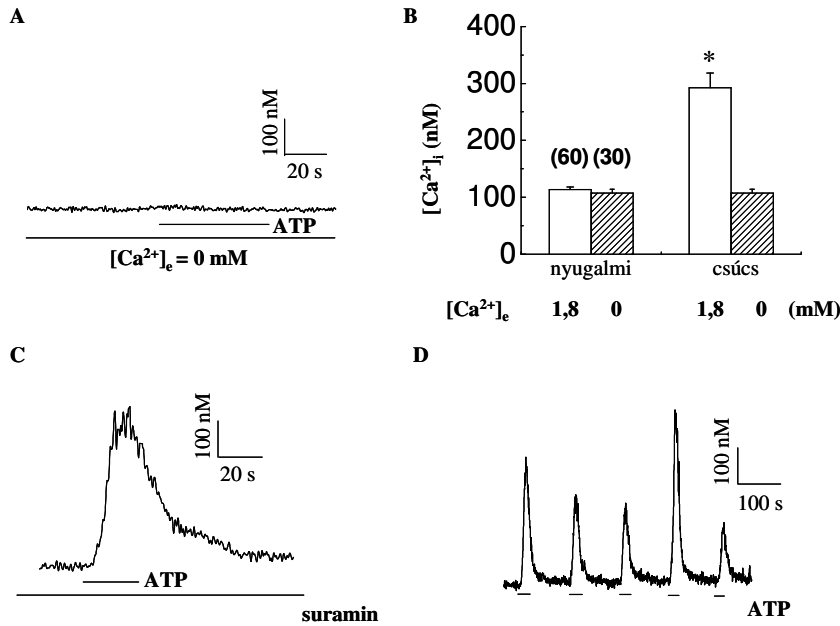 A
100 nM
20 s
ATP
[Ca²⁺]ₑ = 0 mM
B
[Ca²⁺]ᵢ (nM)
400
300
200
100
0
*
(60) (30)
nyugalmi csúcs
[Ca²⁺]ₑ 1,8 0 1,8 0 (mM)
C
100 nM
20 s
ATP
suramin
D
100 nM
100 s
ATP